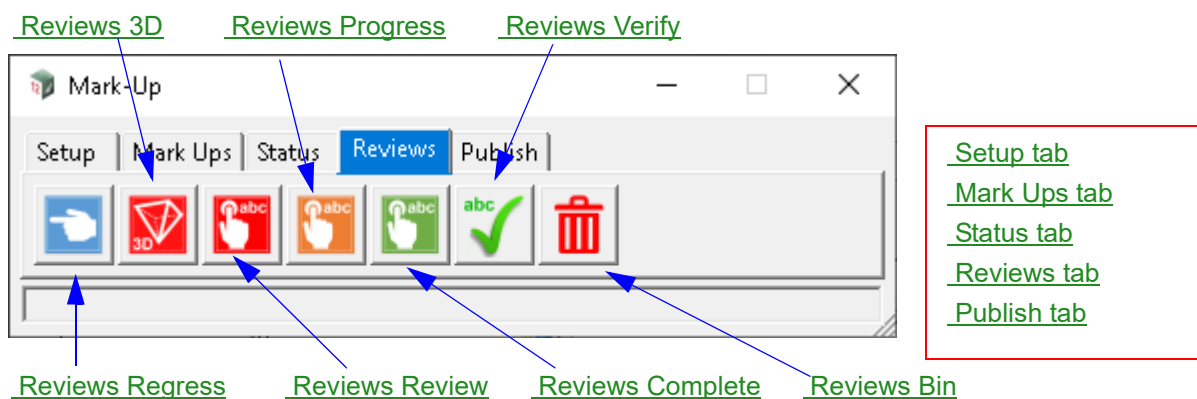 Reviews 3D Reviews Progress Reviews Verify
Mark-Up
Setup Mark Ups Status Reviews Publish
3D abc abc abc abc
Reviews Regress Reviews Review Reviews Complete Reviews Bin
Setup tab
Mark Ups tab
Status tab
Reviews tab
Publish tab